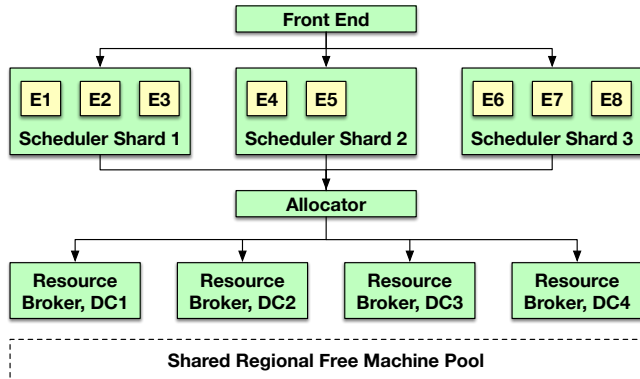 Front End
E1 E2 E3
Scheduler Shard 1
E4 E5
Scheduler Shard 2
E6 E7 E8
Scheduler Shard 3
Allocator
Resource
Broker, DC1
Resource
Broker, DC2
Resource
Broker, DC3
Resource
Broker, DC4
Shared Regional Free Machine Pool